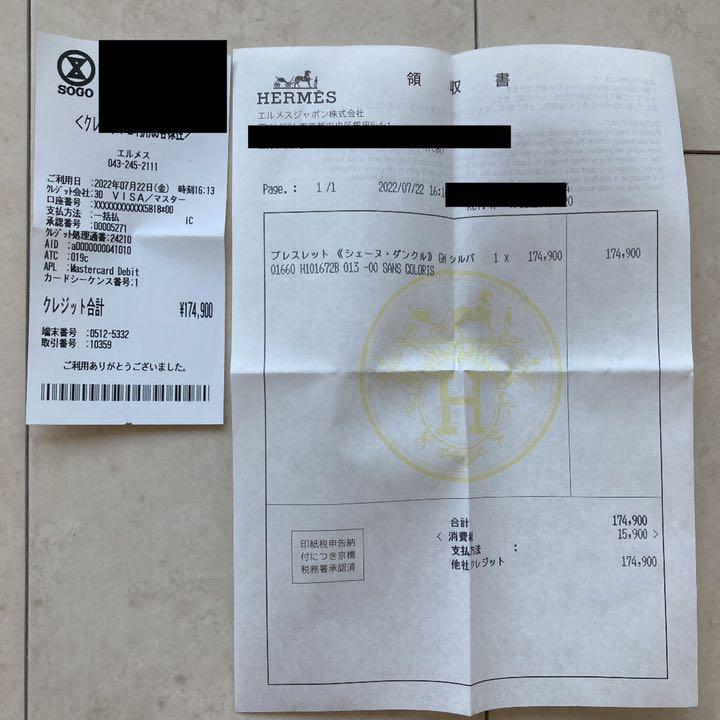 SOGO
エルメス
043-245-2111
ご利用日 :2022年07月22日(金) 時刻16:13
クレジット会社:30 VISA/マスター
口座番号 :XXXXXXXXXXXX5818#00
支払方法 :一括払 IC
承認番号 :00005271
クレジット処理通番:24210
AID :a0000000041010
ATC :019c
APL :Mastercard Debit
カードシーケンス番号:1
クレジット合計 ¥174,900
端末番号 :0512-5332
取引番号 :10359
ご利用ありがとうございました。
HERMÈS
領収書
エルメスジャポン株式会社
Page. : 1 /1 2022/07/22
ブレスレット 《シェーヌ・ダンクル》 GH シルバ 1 X 174,900 174,900
01660 H101672B 013 -00 SANS COLORIS
H
合計 174,900
< 消費税 15,900 >
支払方法 :
他社クレジット 174,900
印紙税申告納
付につき京橋
税務署承認済